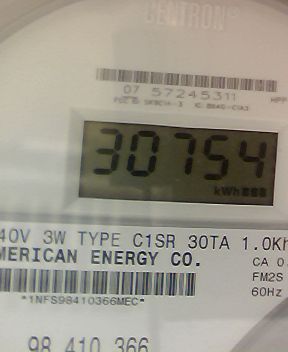 CENTRON®
07 57245311
30754
kWh
40V 3W TYPE C1SR 30TA 1.0Kh
MERICAN ENERGY CO.
CA 0.
FM2S
60Hz
*1NFS98410366MEC*
98 410 366